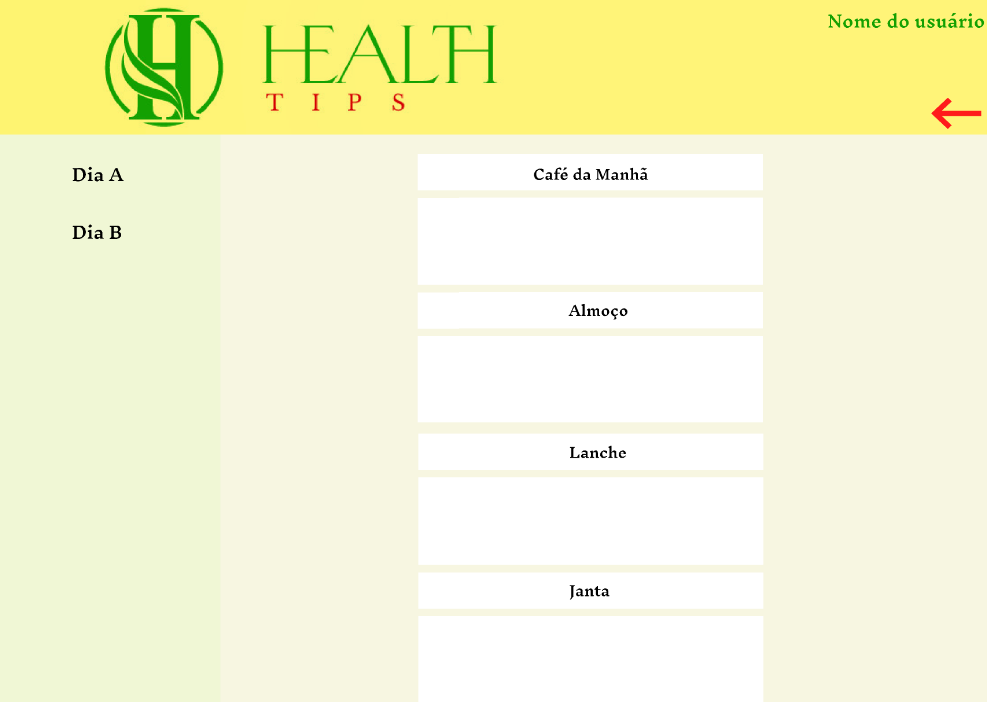 HEALTH
TIPS
Nome do usuário
Dia A
Dia B
Café da Manhã
Almoço
Lanche
Janta